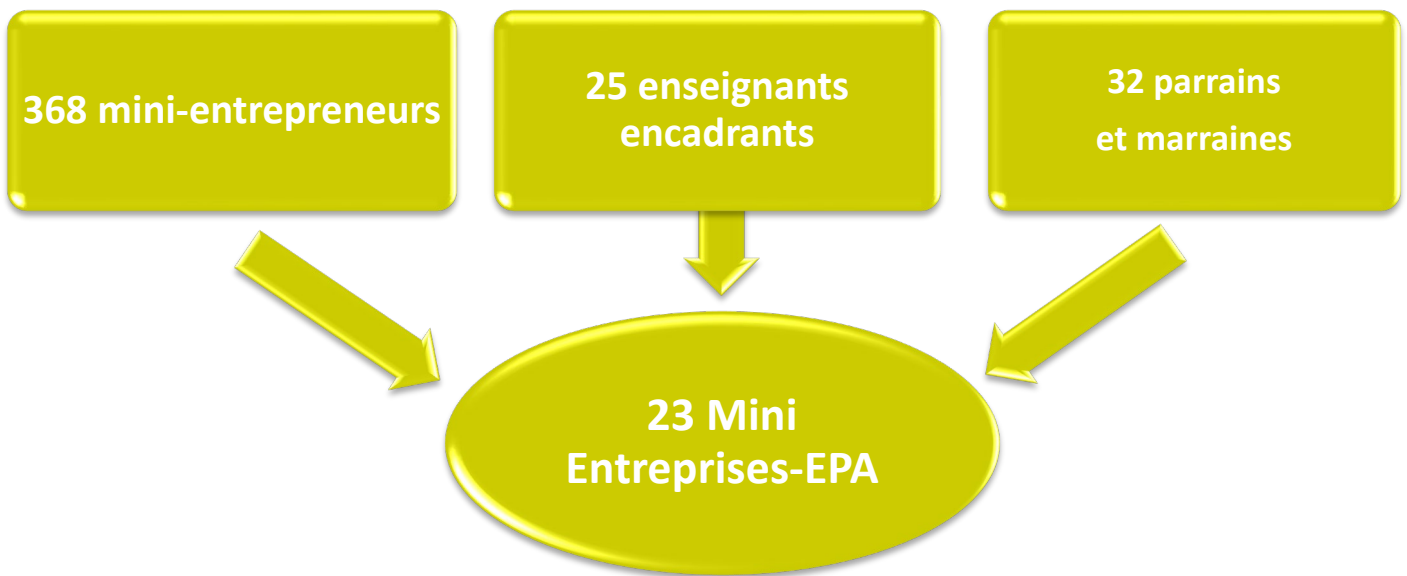 368 mini-entrepreneurs
25 enseignants
encadrants
32 parrains
et marraines
23 Mini
Entreprises-EPA